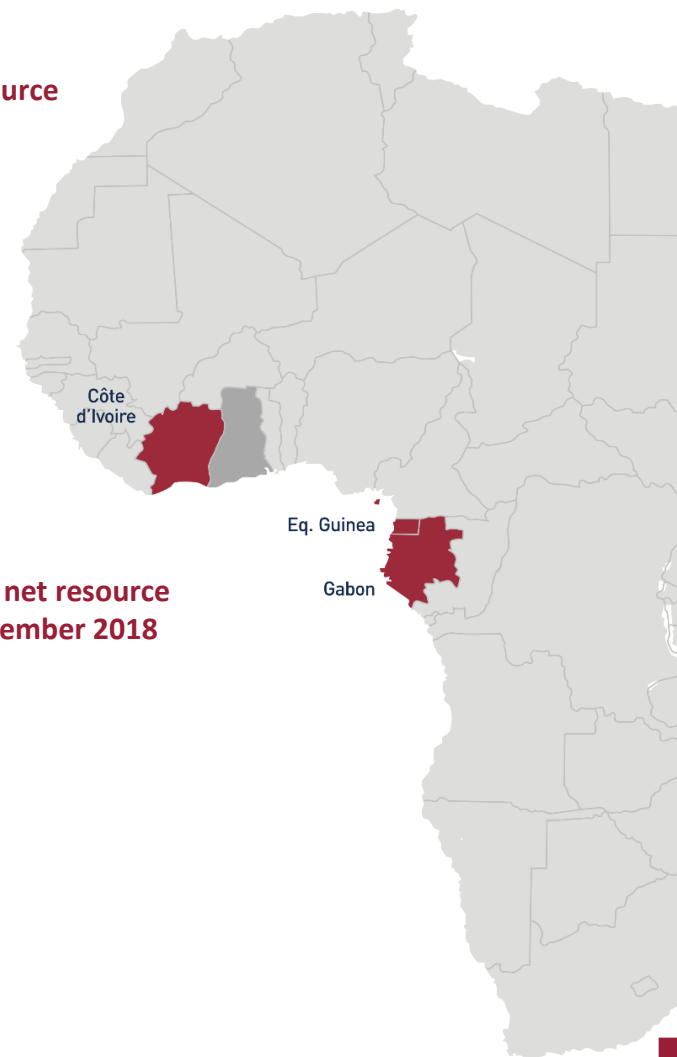 urce
Côte
d'Ivoire
Eq. Guinea
Gabon
net resource
ember 2018